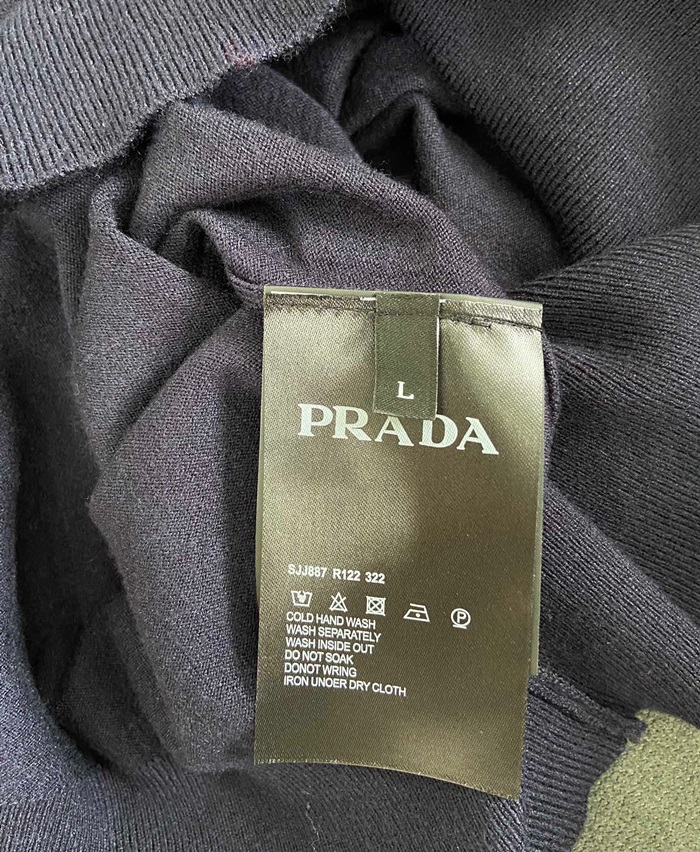 L
PRADA
SJJ887 R122 322
P
COLD HAND WASH
WASH SEPARATELY
WASH INSIDE OUT
DO NOT SOAK
DONOT WRING
IRON UNOER DRY CLOTH